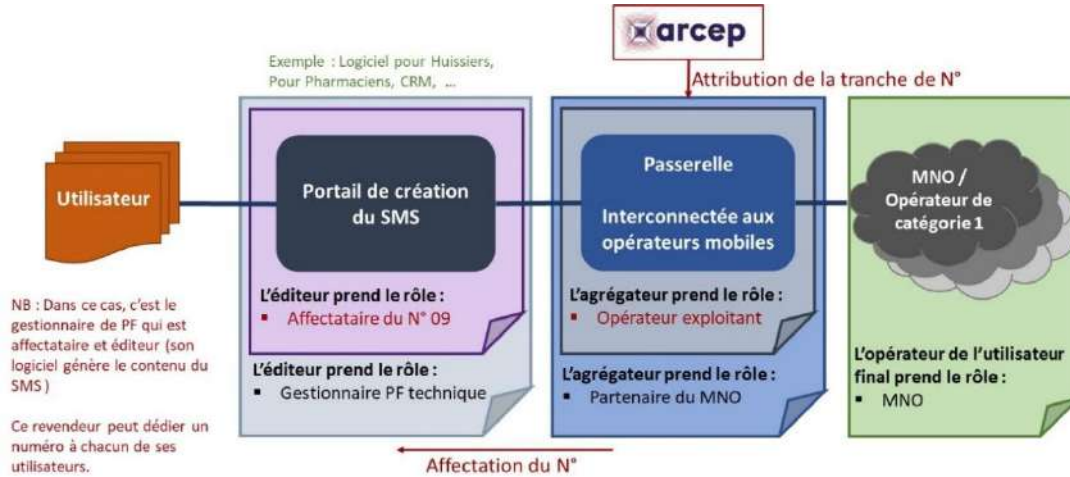 arcep
Exemple : Logiciel pour Huissiers,
Pour Pharmaciens, CRM, ...
Attribution de la tranche de N°
Utilisateur
Portail de création
du SMS
Passerelle
Interconnectée aux
opérateurs mobiles
MNO /
Opérateur de
catégorie 1
NB : Dans ce cas, c'est le
gestionnaire de PF qui est
affectataire et éditeur (son
logiciel génère le contenu du
SMS )
Ce revendeur peut dédier un
numéro à chacun de ses
utilisateurs.
L'éditeur prend le rôle :
▪ Affectataire du N° 09
L'éditeur prend le rôle :
▪ Gestionnaire PF technique
L'agrégateur prend le rôle :
▪ Opérateur exploitant
L'agrégateur prend le rôle :
▪ Partenaire du MNO
L'opérateur de l'utilisateur
final prend le rôle :
▪ MNO
Affectation du N°